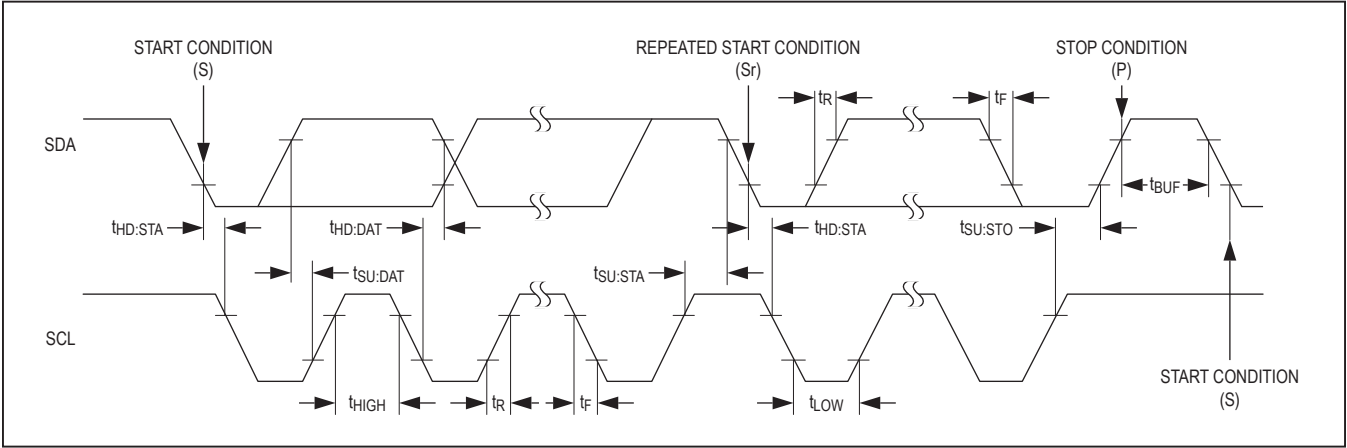 START CONDITION
(S)
REPEATED START CONDITION
(Sr)
STOP CONDITION
(P)
tR
tF
SDA
tBUF
tHD:STA
tHD:DAT
tHD:STA
tSU:STO
tSU:DAT
tSU:STA
SCL
START CONDITION
(S)
tHIGH
tR
tF
tLOW